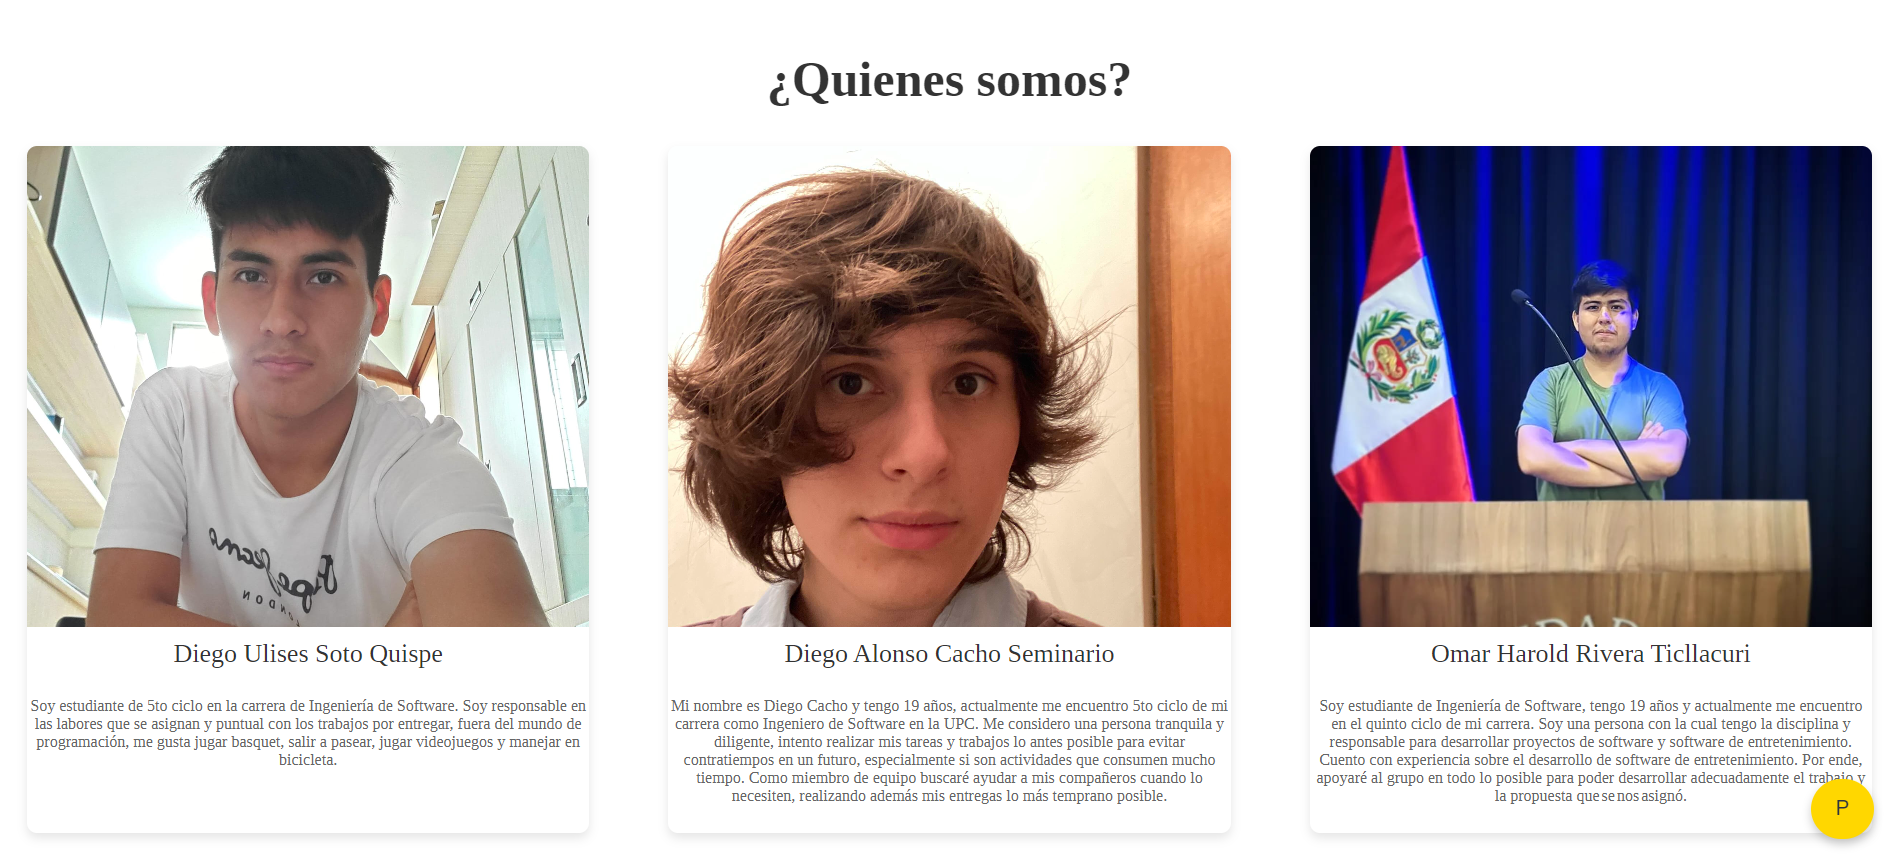 ¿Quienes somos?
Diego Ulises Soto Quispe
Soy estudiante de 5to ciclo en la carrera de Ingeniería de Software. Soy responsable en
las labores que se asignan y puntual con los trabajos por entregar, fuera del mundo de
programación, me gusta jugar basquet, salir a pasear, jugar videojuegos y manejar en
bicicleta.
Diego Alonso Cacho Seminario
Mi nombre es Diego Cacho y tengo 19 años, actualmente me encuentro 5to ciclo de mi
carrera como Ingeniero de Software en la UPC. Me considero una persona tranquila y
diligente, intento realizar mis tareas y trabajos lo antes posible para evitar
contratiempos en un futuro, especialmente si son actividades que consumen mucho
tiempo. Como miembro de equipo buscaré ayudar a mis compañeros cuando lo
necesiten, realizando además mis entregas lo más temprano posible.
Omar Harold Rivera Ticllacuri
Soy estudiante de Ingeniería de Software, tengo 19 años y actualmente me encuentro
en el quinto ciclo de mi carrera. Soy una persona con la cual tengo la disciplina y
responsable para desarrollar proyectos de software y software de entretenimiento.
Cuento con experiencia sobre el desarrollo de software de entretenimiento. Por ende,
apoyaré al grupo en todo lo posible para poder desarrollar adecuadamente el trabajo y
la propuesta que se nos asignó.
P